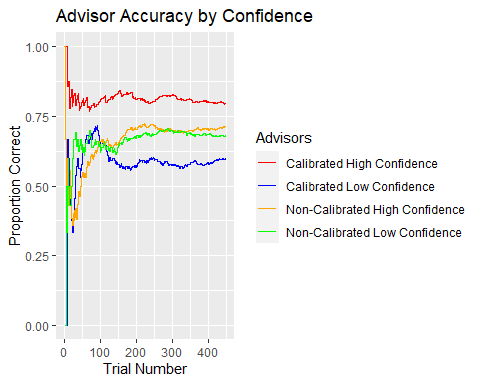 Advisor Accuracy by Confidence
1.00
0.75
0.50
0.25
0.00
Proportion Correct
0
100
200
300
400
Trial Number
Advisors
Calibrated High Confidence
Calibrated Low Confidence
Non-Calibrated High Confidence
Non-Calibrated Low Confidence